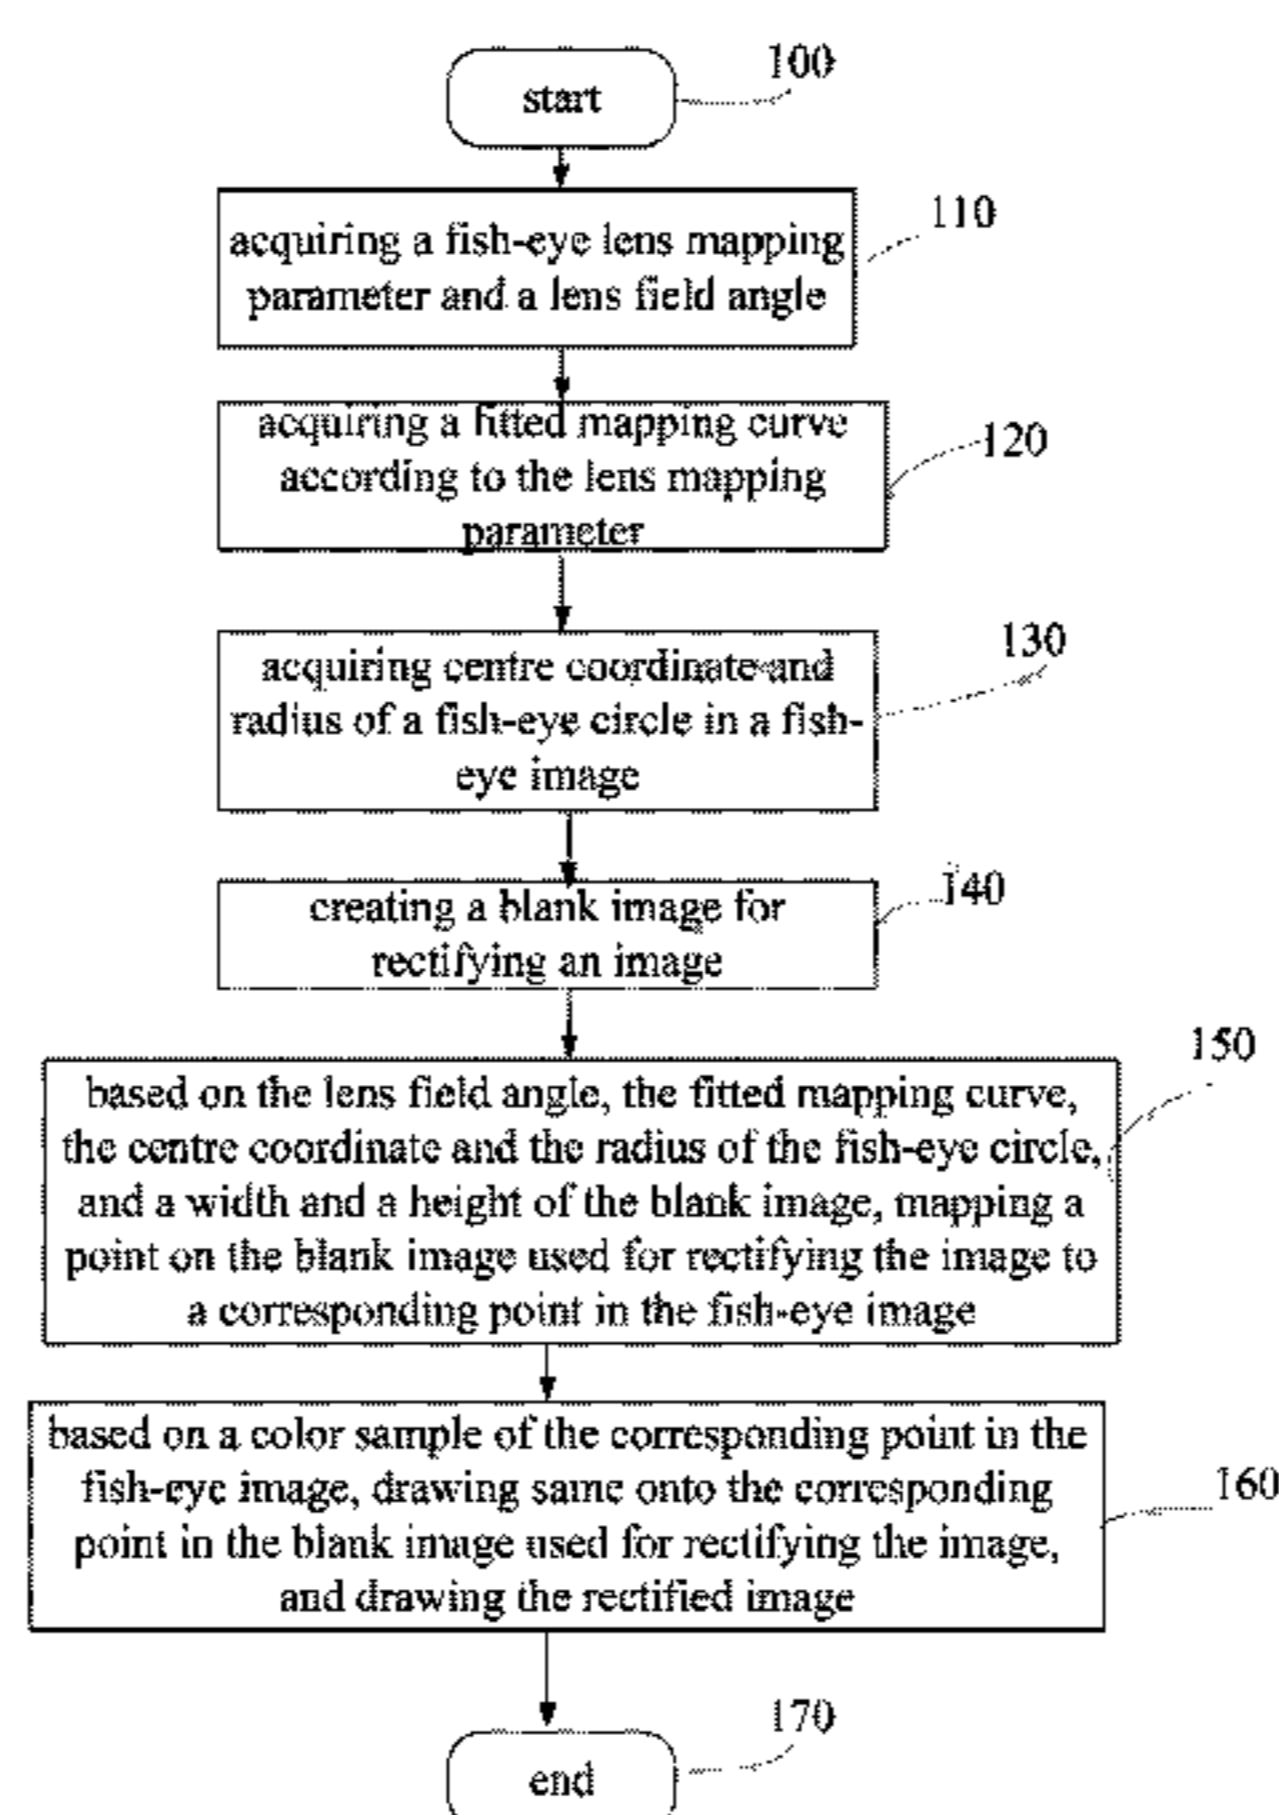 100
start
110
acquiring a fish-eye lens mapping
parameter and a lens field angle
acquiring a fitted mapping curve
120
according to the lens mapping
parameter
130
acquiring centre coordinate and
radius of a fish-eye circle in a fish-
eye image
140
creating a blank image for
rectifying an image
150
based on the lens field angle, the fitted mapping curve,
the centre coordinate and the radius of the fish-eye circle,
and a width and a height of the blank image, mapping a
point on the blank image used for rectifying the image to
a corresponding point in the fish-eye image
based on a color sample of the corresponding point in the
160
fish-eye image, drawing same onto the corresponding
point in the blank image used for rectifying the image,
and drawing the rectified image
170
end